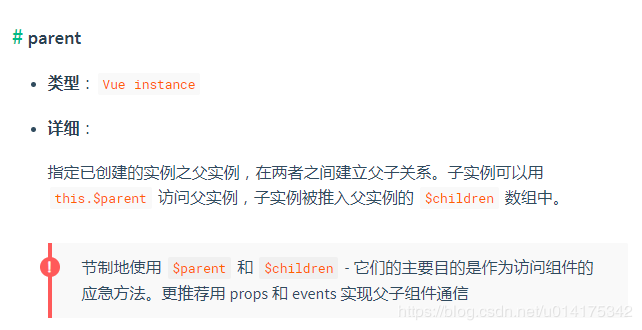 # parent
• 类型：Vue instance
• 详细：
指定已创建的实例之父实例，在两者之间建立父子关系。子实例可以用
this.$parent 访问父实例，子实例被推入父实例的 $children 数组中。
! 节制地使用 $parent 和 $children - 它们的主要目的是作为访问组件的
应急方法。更推荐用 props 和 events 实现父子组件通信
https://blog.csdn.net/u014175342